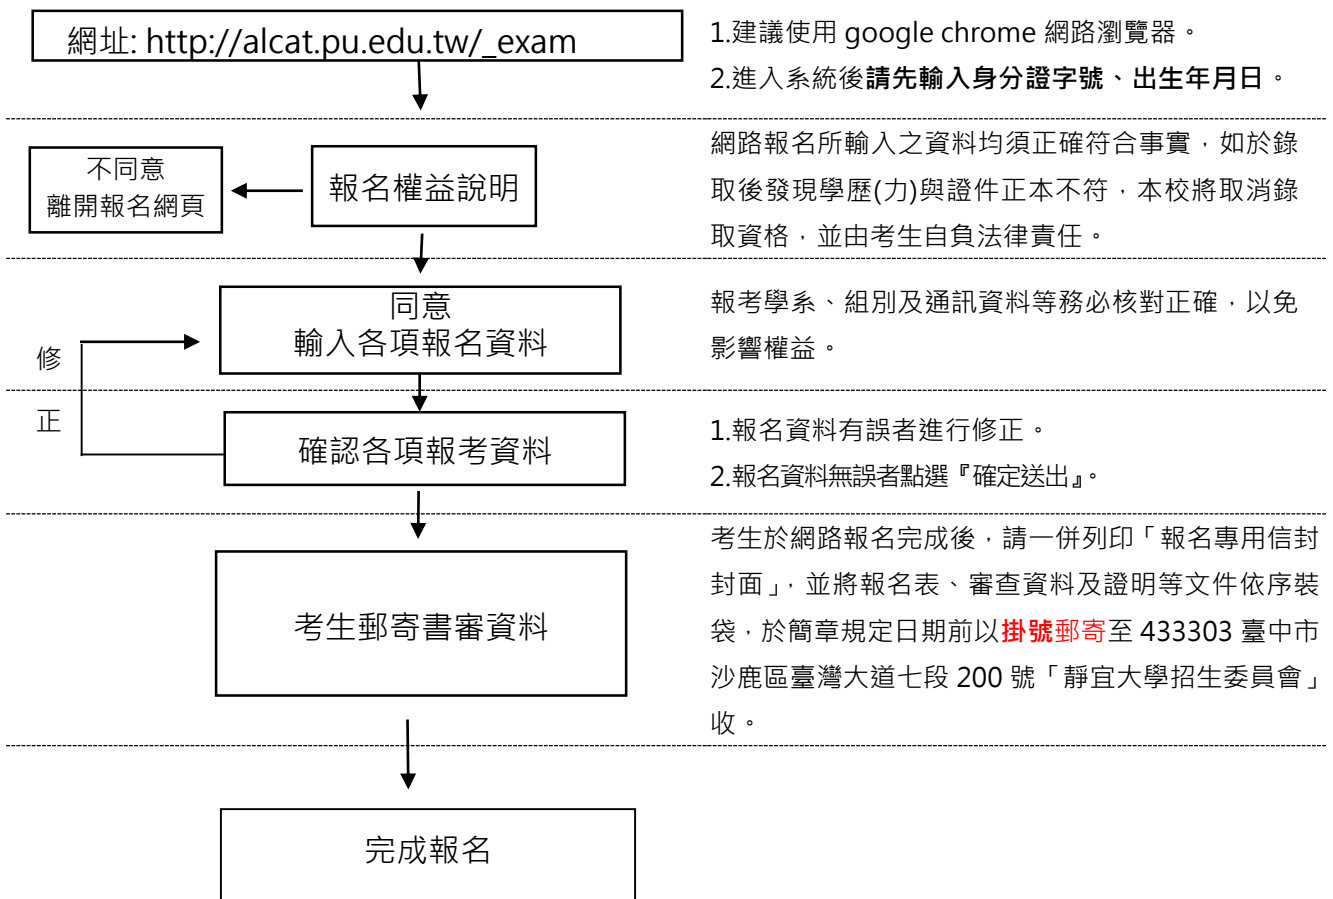 網址: http://alcat.pu.edu.tw/_exam
1.建議使用 google chrome 網路瀏覽器。
2.進入系統後請先輸入身分證字號、出生年月日。
不同意
離開報名網頁
報名權益說明
網路報名所輸入之資料均須正確符合事實，如於錄
取後發現學歷(力)與證件正本不符，本校將取消錄
取資格，並由考生自負法律責任。
同意
輸入各項報名資料
報考學系、組別及通訊資料等務必核對正確，以免
影響權益。
修
正
確認各項報考資料
1.報名資料有誤者進行修正。
2.報名資料無誤者點選『確定送出』。
考生郵寄書審資料
考生於網路報名完成後，請一併列印「報名專用信封
封面」，並將報名表、審查資料及證明等文件依序裝
袋，於簡章規定日期前以掛號郵寄至 433303 臺中市
沙鹿區臺灣大道七段 200 號「靜宜大學招生委員會」
收。
完成報名